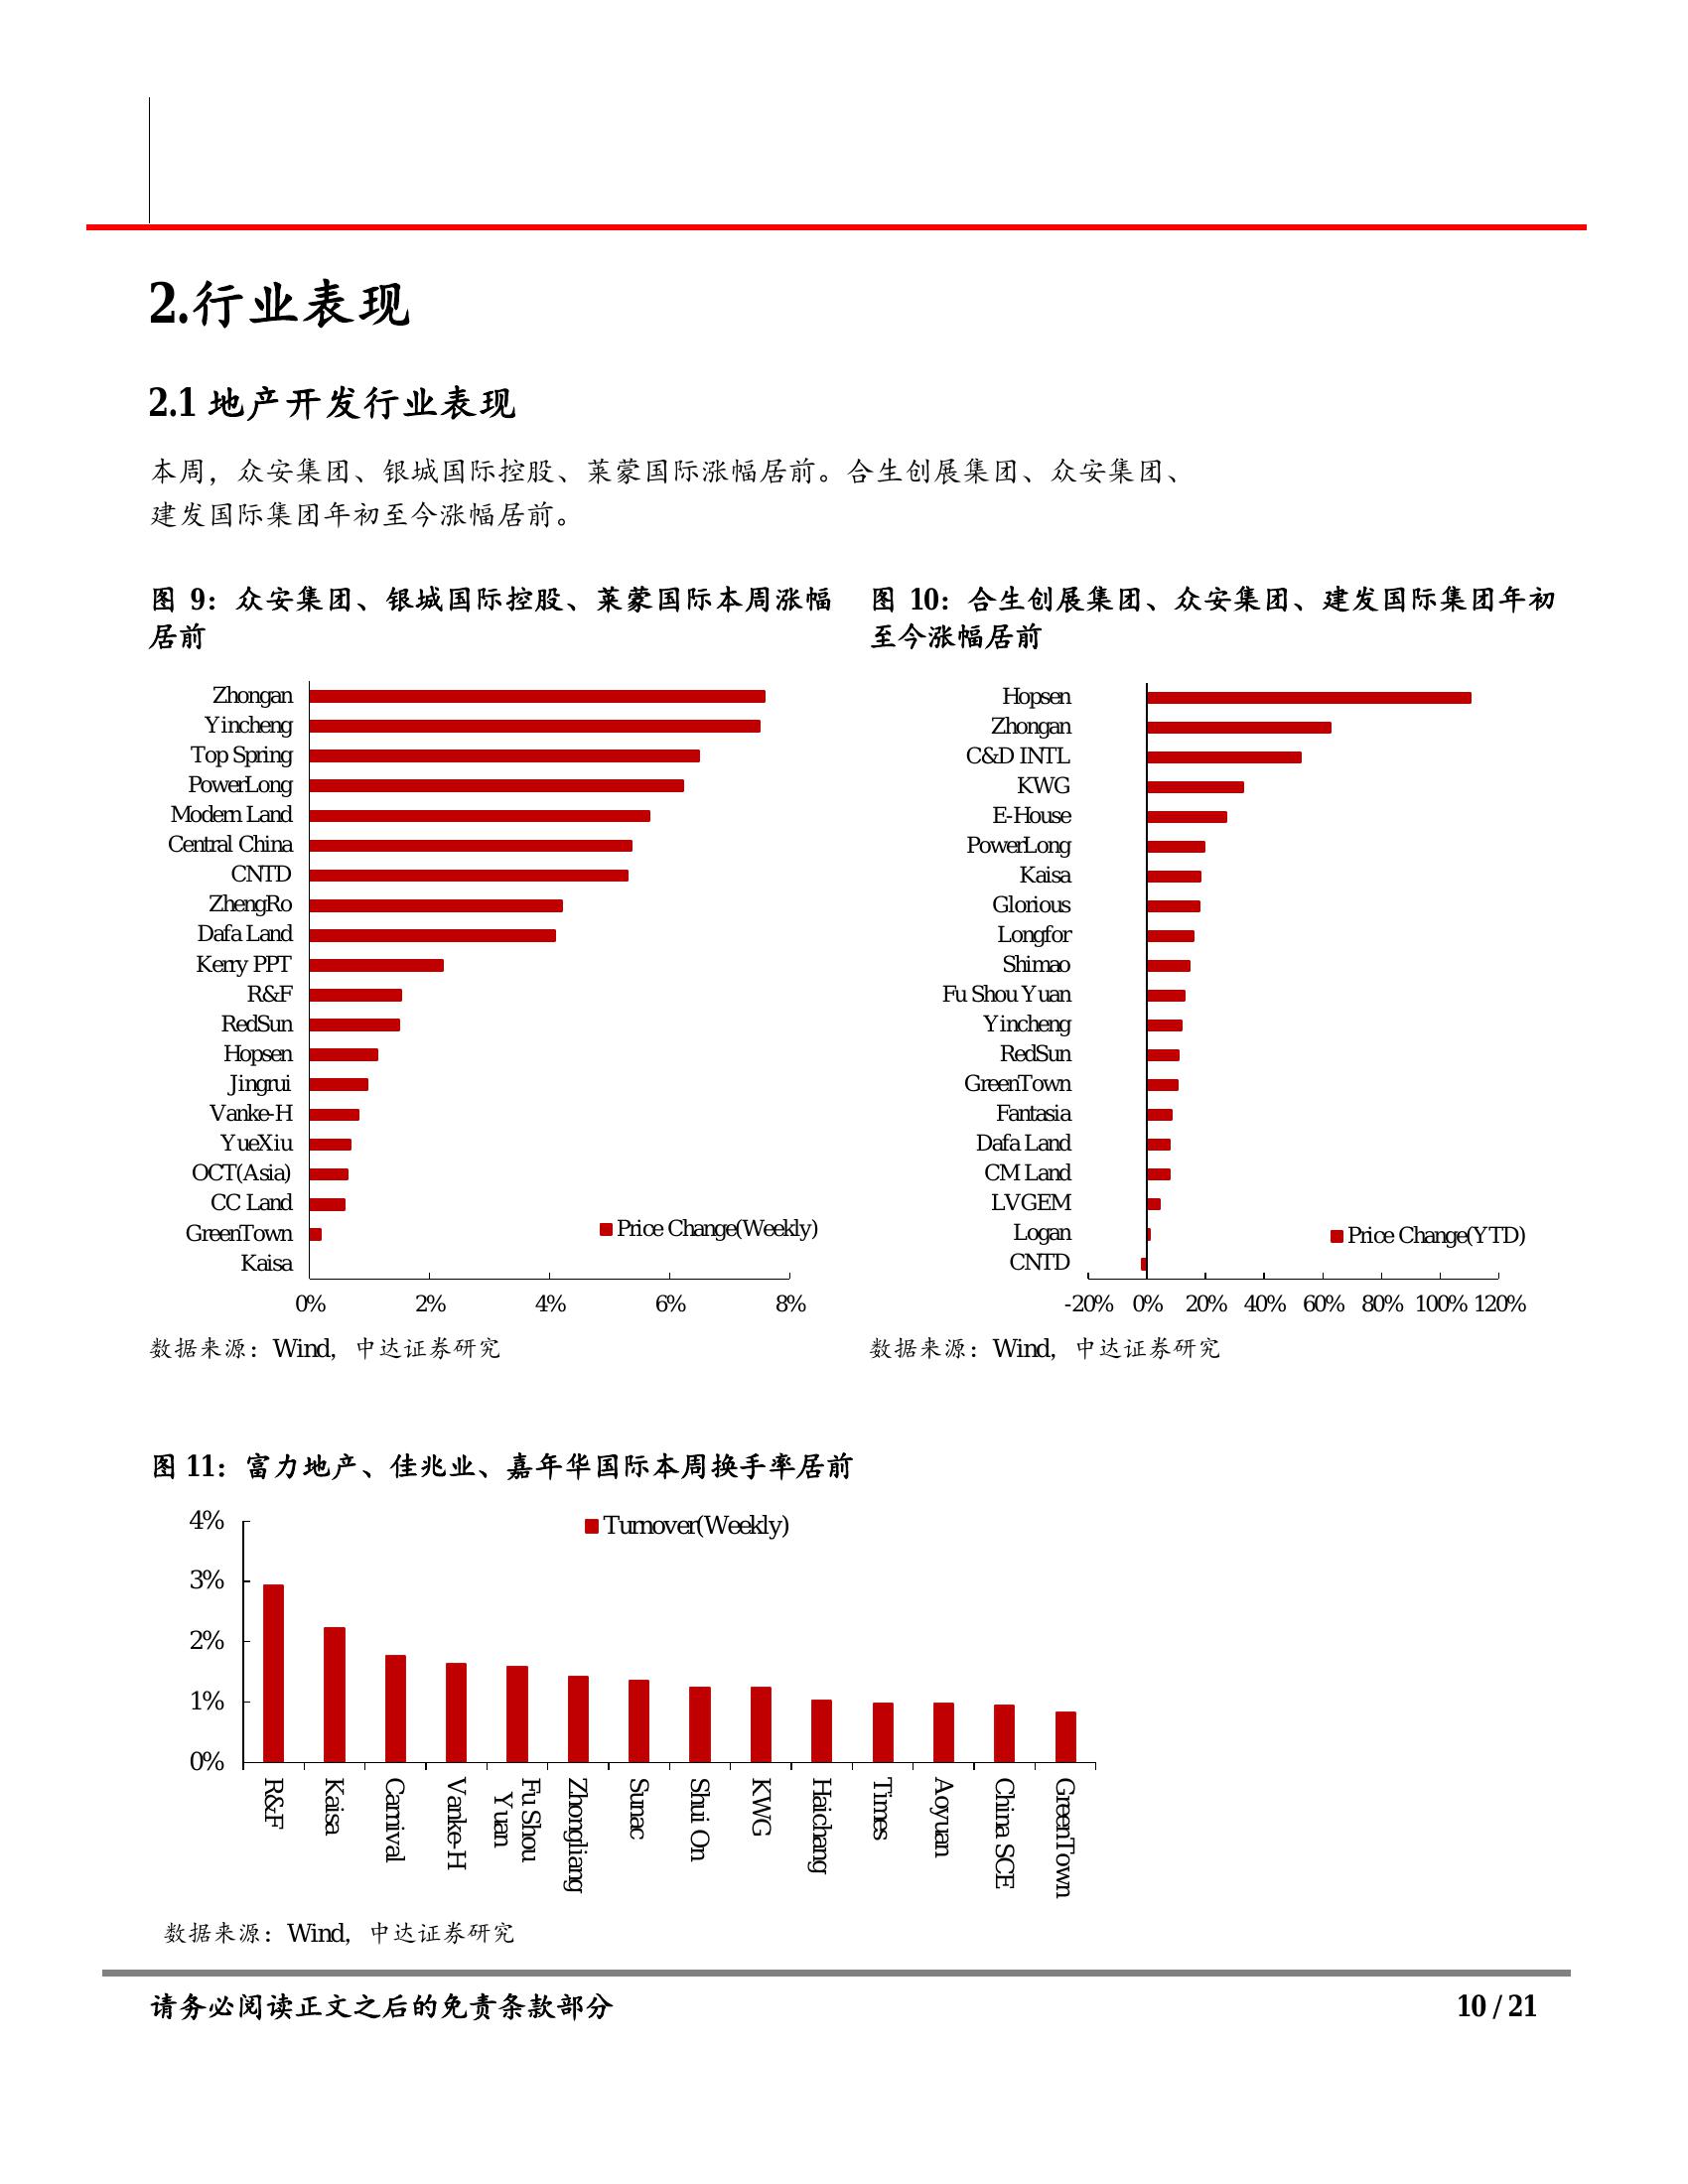 2.行业表现
2.1 地产开发行业表现
本周，众安集团、银城国际控股、莱蒙国际涨幅居前。合生创展集团、众安集团、
建发国际集团年初至今涨幅居前。
图 9：众安集团、银城国际控股、莱蒙国际本周涨幅
居前
Zhongan
Yincheng
Top Spring
PowerLong
Modern Land
Central China
CNTD
ZhengRo
Dafa Land
Kerry PPT
R&F
RedSun
Hopsen
Jingrui
Vanke-H
YueXiu
OCT(Asia)
CC Land
GreenTown
Kaisa
Price Change(Weekly)
0% 2% 4% 6% 8%
数据来源：Wind，中达证券研究
图 10：合生创展集团、众安集团、建发国际集团年初
至今涨幅居前
Hopsen
Zhongan
C&D INTL
KWG
E-House
PowerLong
Kaisa
Glorious
Longfor
Shimao
Fu Shou Yuan
Yincheng
RedSun
GreenTown
Fantasia
Dafa Land
CM Land
LVGEM
Logan
CNTD
Price Change(YTD)
-20% 0% 20% 40% 60% 80% 100% 120%
数据来源：Wind，中达证券研究
图 11：富力地产、佳兆业、嘉年华国际本周换手率居前
Turnover(Weekly)
4%
3%
2%
1%
0%
R&F
Kaisa
Carnival
Vanke-H
Fu Shou
Yuan
Zhongliang
Sunac
Shui On
KWG
Haichang
Times
Aoyuan
China SCE
GreenTown
数据来源：Wind，中达证券研究
请务必阅读正文之后的免责条款部分
10 / 21